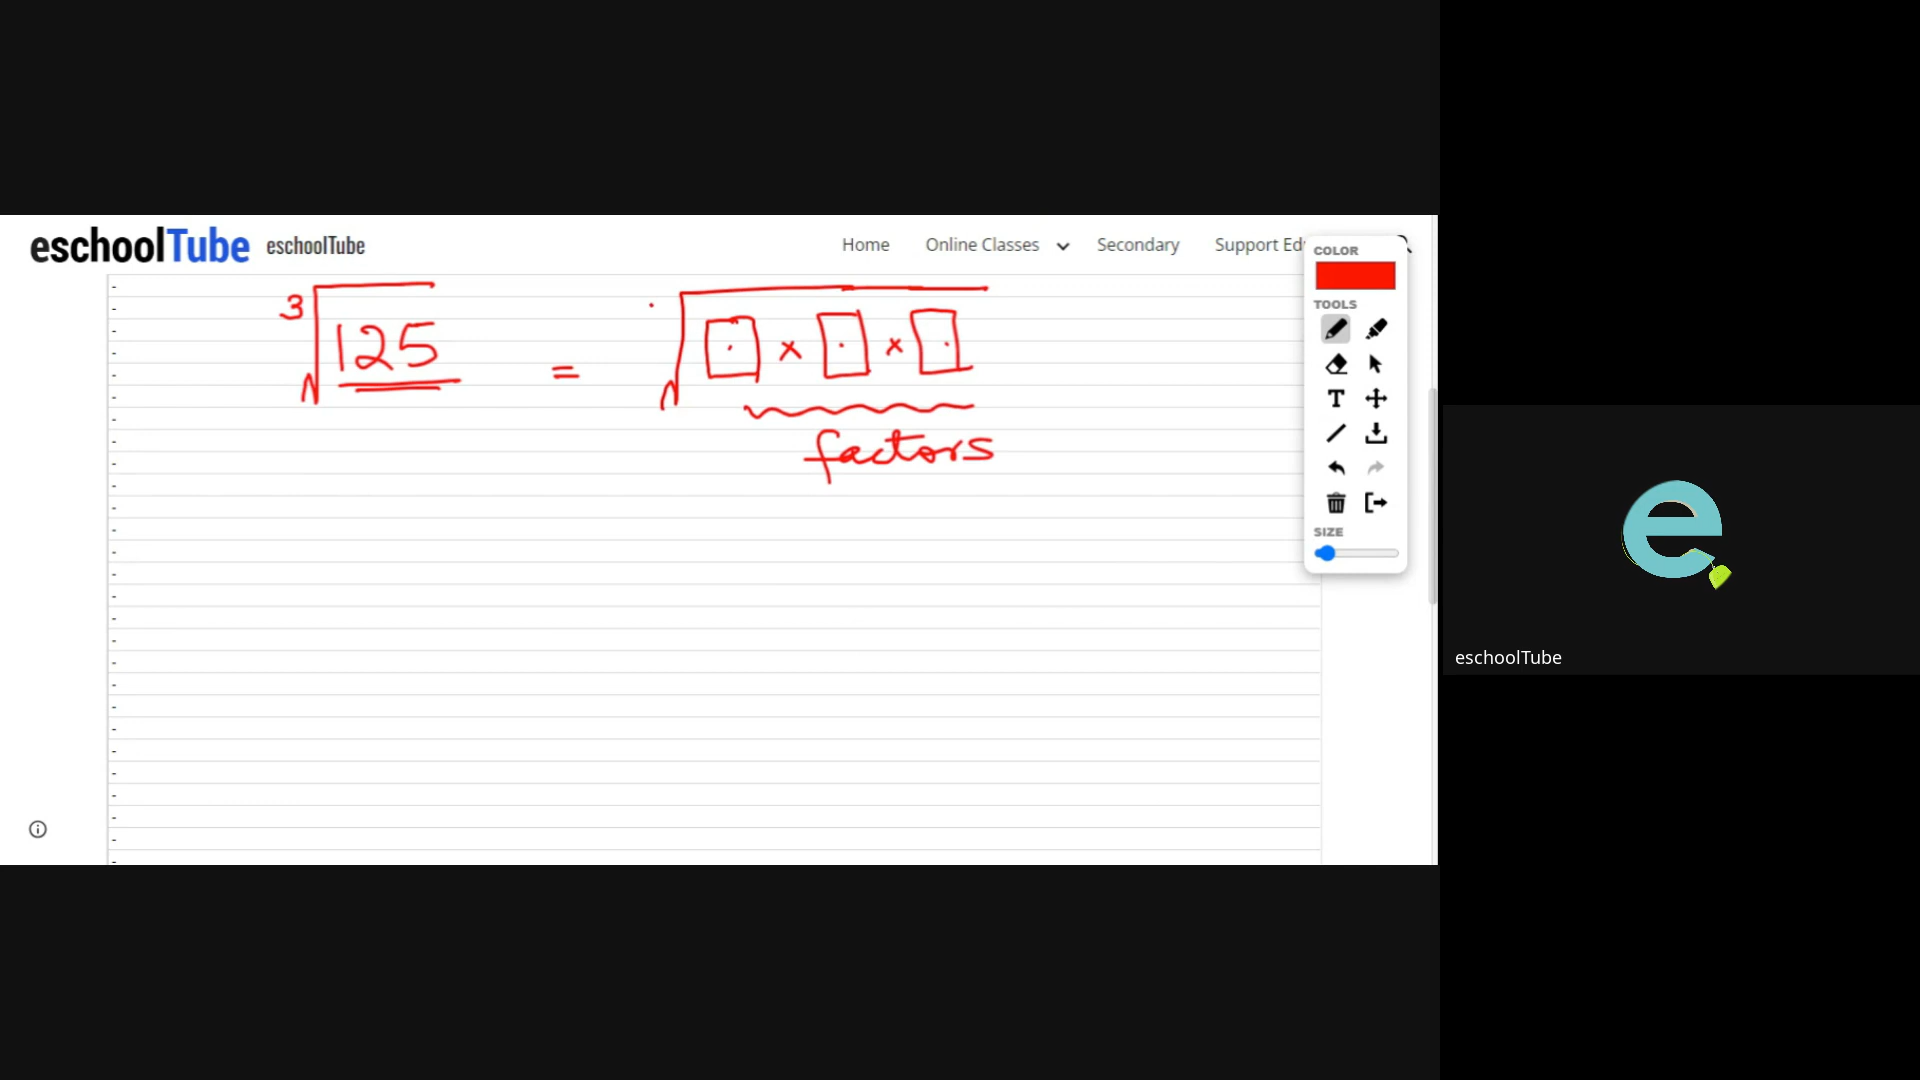 eschoolTube eschoolTube Home Online Classes Secondary Support Ed
COLOR
TOOLS
T
SIZE
3√125 = √□ × □ × □
factors
eschoolTube